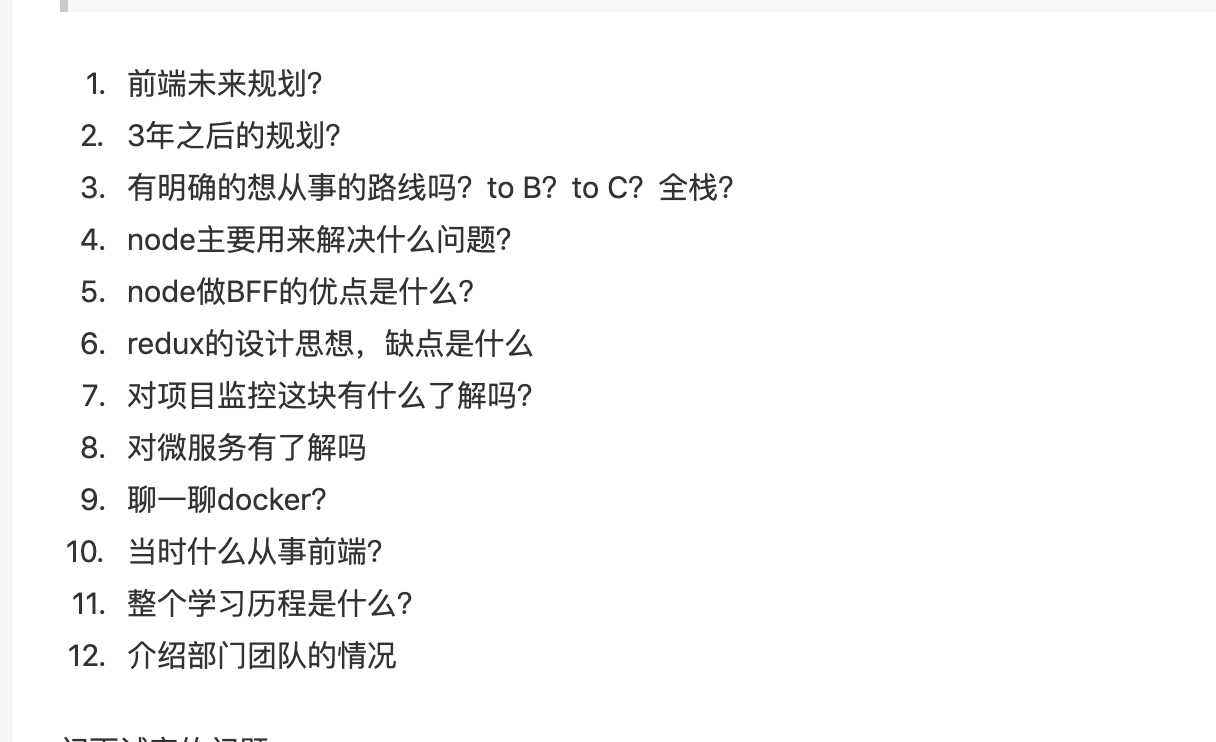 1. 前端未来规划?
2. 3年之后的规划?
3. 有明确的想从事的路线吗? to B? to C? 全栈?
4. node主要用来解决什么问题?
5. node做BFF的优点是什么?
6. redux的设计思想，缺点是什么
7. 对项目监控这块有什么了解吗?
8. 对微服务有了解吗
9. 聊一聊docker?
10. 当时什么从事前端?
11. 整个学习历程是什么?
12. 介绍部门团队的情况